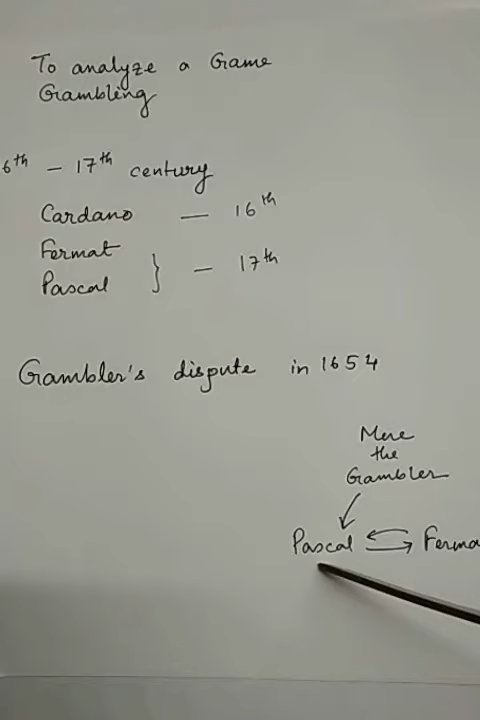 To analyze a Game
Gambling
6th - 17th century
Cardano - 16th
Fermat
Pascal } - 17th
Gambler's dispute in 1654
Mere
the
Gambler
Pascal ⇄ Ferma